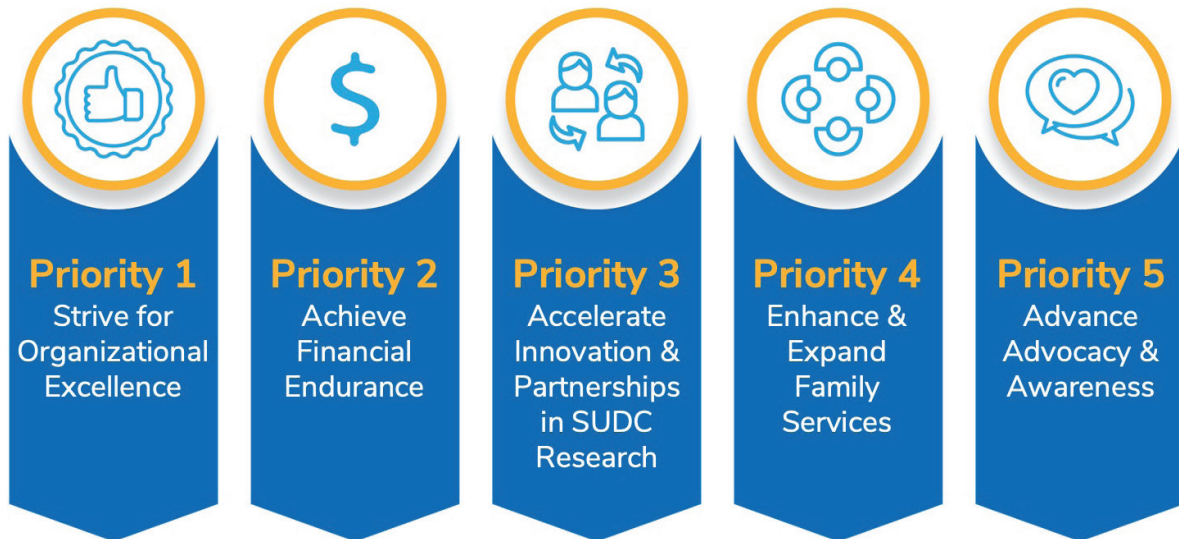 Priority 1
Strive for
Organizational
Excellence
Priority 2
Achieve
Financial
Endurance
Priority 3
Accelerate
Innovation &
Partnerships
in SUDC
Research
Priority 4
Enhance &
Expand
Family
Services
Priority 5
Advance
Advocacy &
Awareness